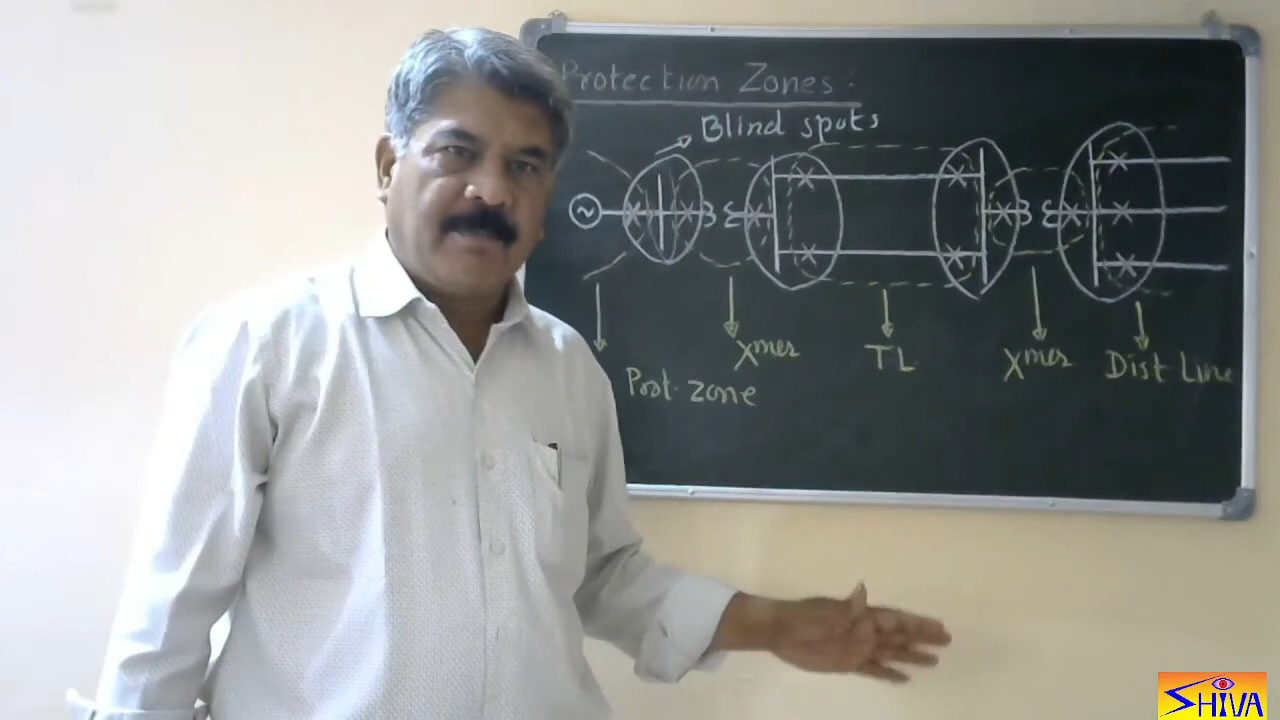 Protection Zones :
Blind spots
Xmer
TL
Xmer
Dist Line
Prot. zone
SHIVA